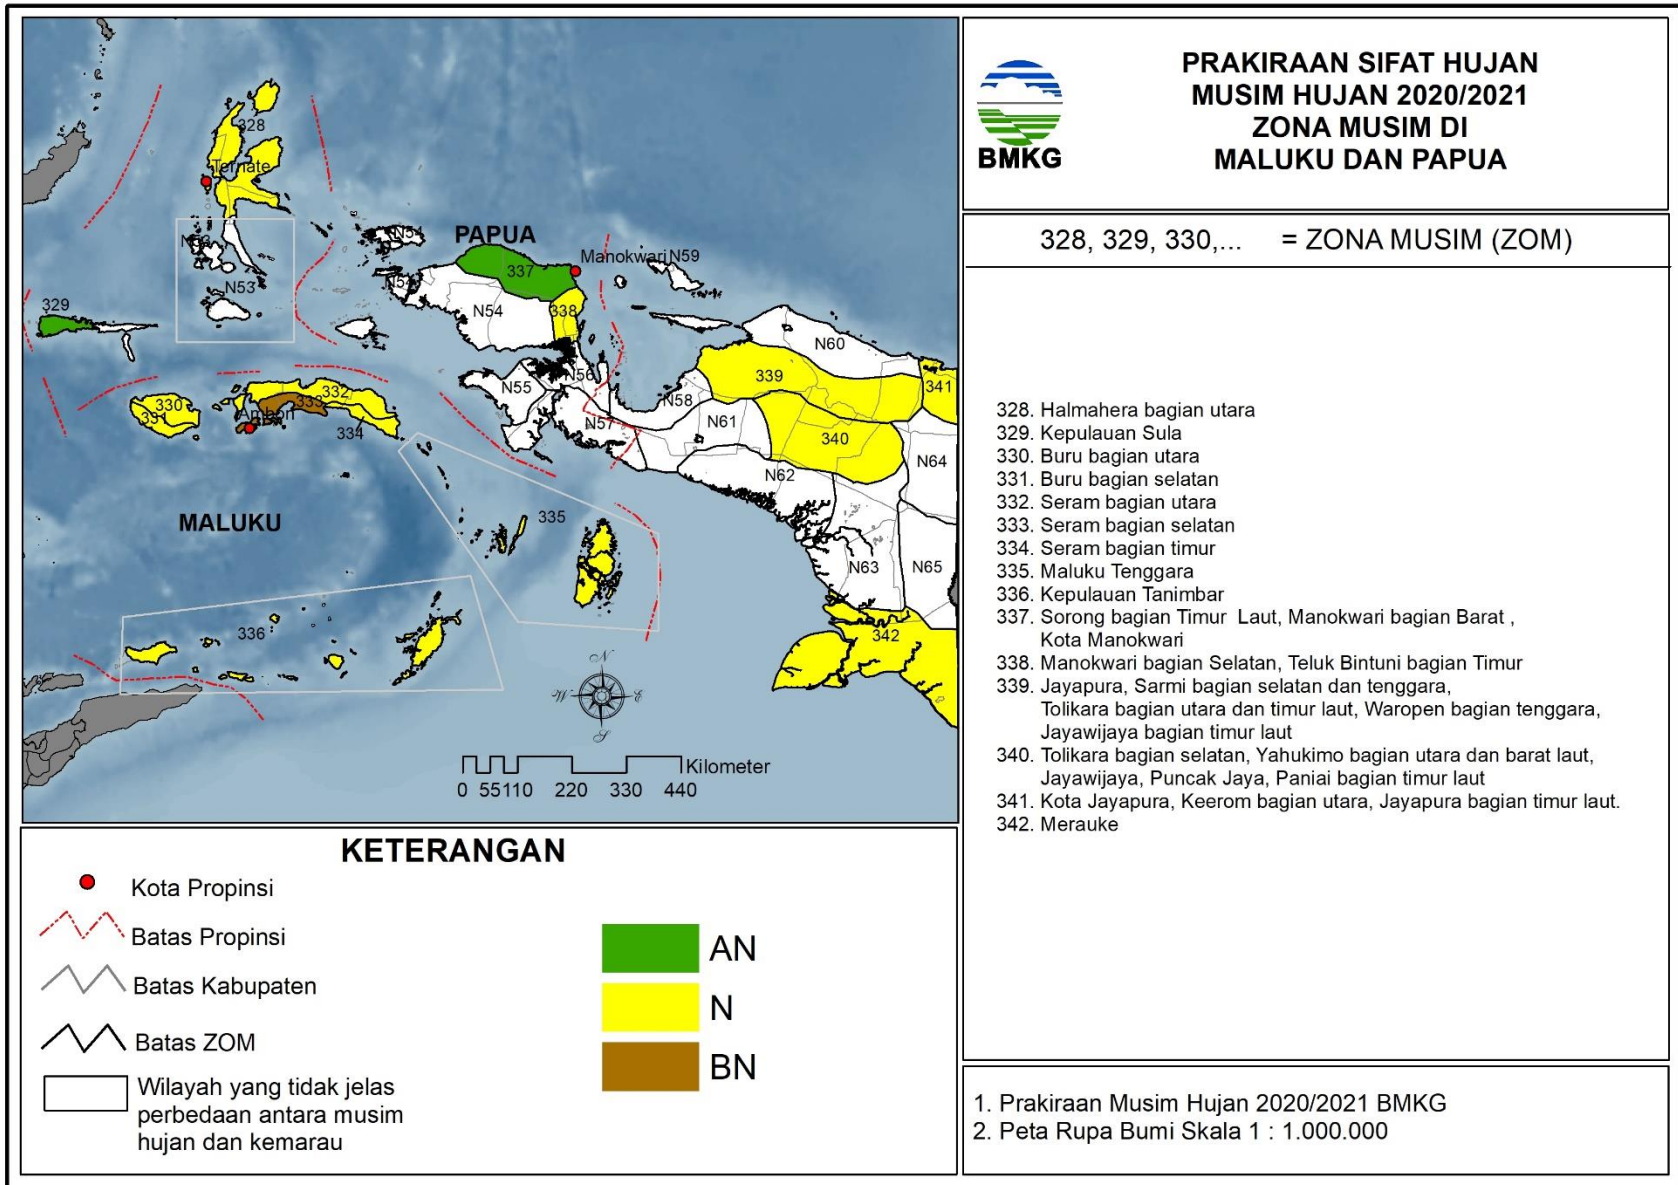 328
Ternate
N53
N53
329
N54
PAPUA
337
Manokwari
N59
N54
N54
338
N60
339
341
N55
N56
N58
330
331
332
333
Ambon
334
N57
N61
340
N62
N64
MALUKU
335
N63
N65
336
342
N
W
E
S
Kilometer
0 55 110 220 330 440
BMKG
PRAKIRAAN SIFAT HUJAN
MUSIM HUJAN 2020/2021
ZONA MUSIM DI
MALUKU DAN PAPUA
328, 329, 330,... = ZONA MUSIM (ZOM)
328. Halmahera bagian utara
329. Kepulauan Sula
330. Buru bagian utara
331. Buru bagian selatan
332. Seram bagian utara
333. Seram bagian selatan
334. Seram bagian timur
335. Maluku Tenggara
336. Kepulauan Tanimbar
337. Sorong bagian Timur Laut, Manokwari bagian Barat ,
Kota Manokwari
338. Manokwari bagian Selatan, Teluk Bintuni bagian Timur
339. Jayapura, Sarmi bagian selatan dan tenggara,
Tolikara bagian utara dan timur laut, Waropen bagian tenggara,
Jayawijaya bagian timur laut
340. Tolikara bagian selatan, Yahukimo bagian utara dan barat laut,
Jayawijaya, Puncak Jaya, Paniai bagian timur laut
341. Kota Jayapura, Keerom bagian utara, Jayapura bagian timur laut.
342. Merauke
KETERANGAN
Kota Propinsi
Batas Propinsi
Batas Kabupaten
Batas ZOM
Wilayah yang tidak jelas
perbedaan antara musim
hujan dan kemarau
AN
N
BN
1. Prakiraan Musim Hujan 2020/2021 BMKG
2. Peta Rupa Bumi Skala 1 : 1.000.000